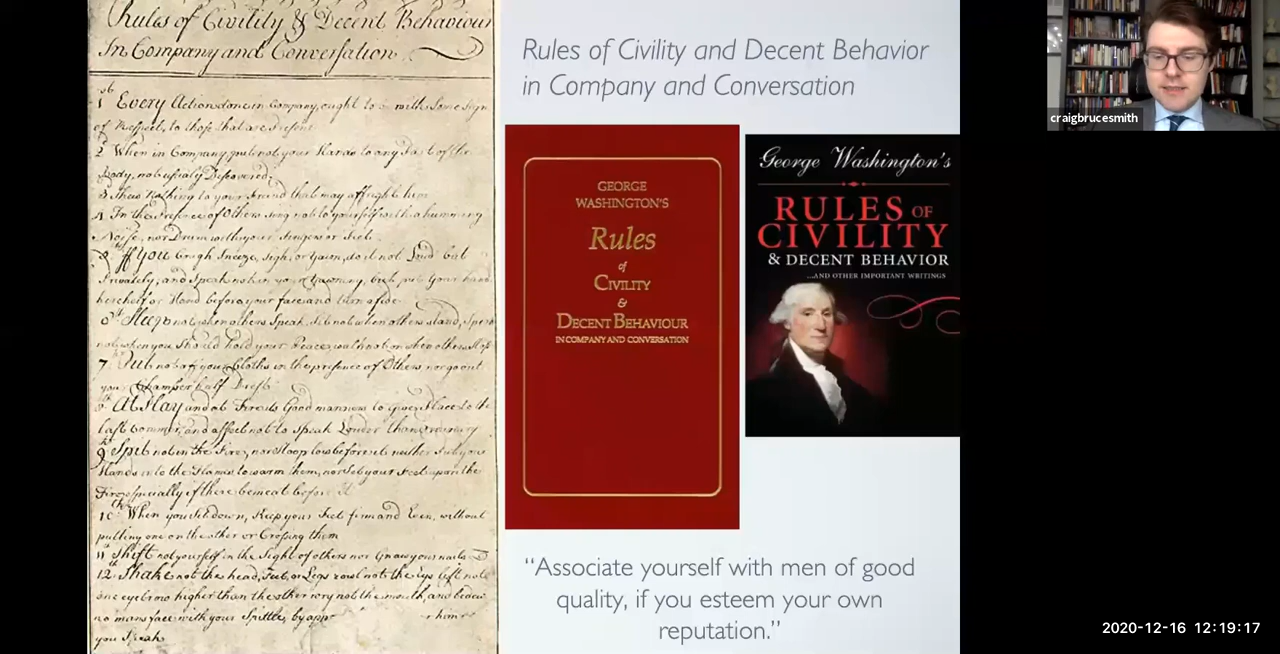 Rules of Civility & Decent Behaviour
In Company and Conversation
1 Every Action done in Company, ought to be with Some Sign
of Respect, to those that are Present
2 When in Company, put not your Hands to any Part of the
Body, not usualy Discovered.
3 Shew Nothing to your Friend that may affright him
4 In the Presence of Others sing not to yourself with a humming
Noise, nor Drum with your Fingers or Feet
5 If You Cough, Sneeze, Sigh, or Yawn, do it not Loud but
Privately; and Speak not in your Yawning, but put Your hand
kercheif or Hand before your face and turn aside
6 Sleep not when others Speak, Sit not when others stand, Speak
not when you Should hold your Peace, walk not on when others Stop
7 Put not off your Cloths in the presence of Others, nor go out
your Chamber half Drest
8 At Play and at Fire its Good manners to Give Place to the
last Commer, and affect not to Speak Louder than ordinary
9 Spit not in the Fire, nor Stoop low before it neither Put your
Hands into the Flames to warm them, nor Set your Feet upon the
Fire especially if there be meat before it
10 When you Sit down, Keep your Feet firm and Even, without
putting one on the other or Crossing them
11 Shift not yourself in the Sight of others nor Gnaw your nails
12 Shake not the head, Feet, or Legs rowl not the Eys lift not
one eyebrow higher than the other wry not the mouth, and bedew
no mans face with your Spittle, by
you Speak
Rules of Civility and Decent Behavior
in Company and Conversation
GEORGE
WASHINGTON'S
Rules
of
CIVILITY
&
DECENT BEHAVIOUR
IN COMPANY AND CONVERSATION
George Washington's
RULES OF
CIVILITY
& DECENT BEHAVIOR
...AND OTHER IMPORTANT WRITINGS
“Associate yourself with men of good
quality, if you esteem your own
reputation.”
craigbrucesmith
2020-12-16 12:19:17